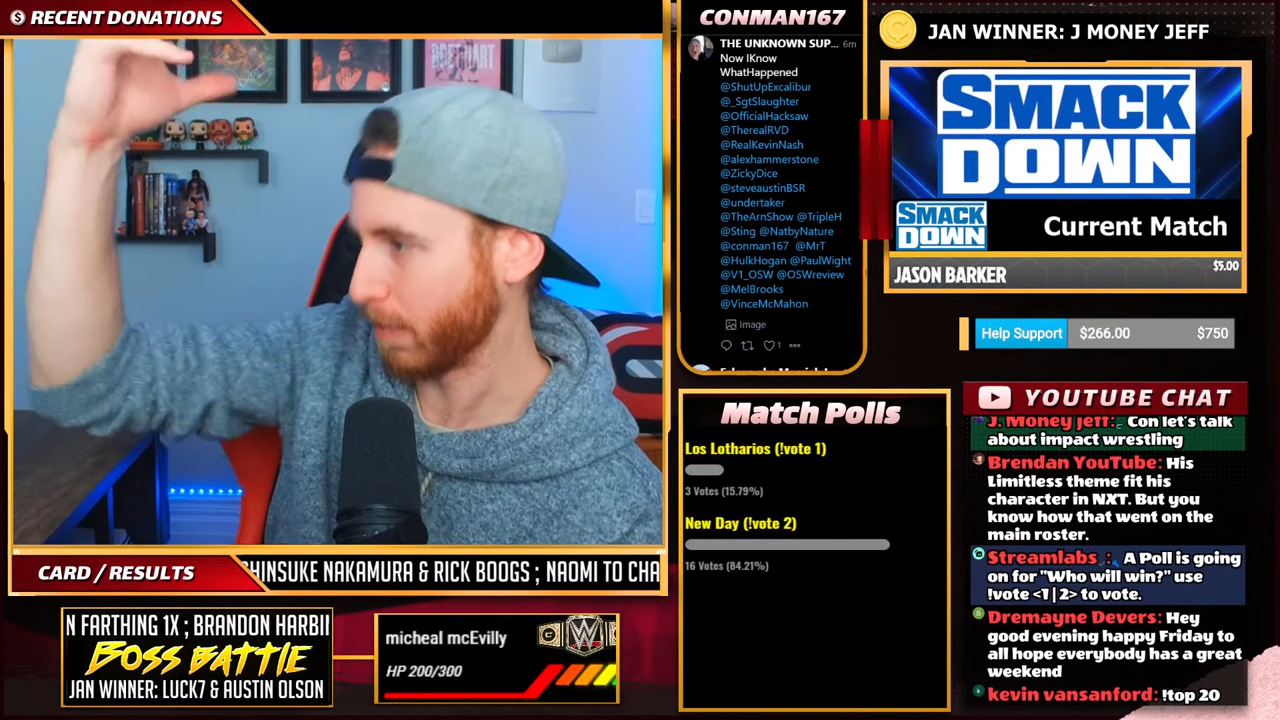 RECENT DONATIONS
CONMAN167
THE UNKNOWN SUP... 6m
Now IKnow
WhatHappened
@ShutUpExcalibur
@_SgtSlaughter
@OfficialHacksaw
@TherealRVD
@RealKevinNash
@alexhammerstone
@ZickyDice
@steveaustinBSR
@undertaker
@TheArnShow @TripleH
@Sting @NatbyNature
@conman167 @MrT
@HulkHogan @PaulWight
@V1_OSW @OSWreview
@MelBrooks
@VinceMcMahon
Image
1
JAN WINNER: J MONEY JEFF
SMACK
DOWN
SMACK
DOWN
Current Match
JASON BARKER $5.00
Help Support $266.00 $750
Match Polls
Los Lotharios (!vote 1)
3 Votes (15.79%)
New Day (!vote 2)
16 Votes (84.21%)
YOUTUBE CHAT
J. Money Jeff: Con let's talk
about impact wrestling
Brendan YouTube: His
Limitless theme fit his
character in NXT. But you
know how that went on the
main roster.
Streamlabs : A Poll is going
on for "Who will win?" use
!vote <1 | 2> to vote.
Dremayne Devers: Hey
good evening happy Friday to
all hope everybody has a great
weekend
kevin vansanford: !top 20
CARD / RESULTS
SHINSUKE NAKAMURA & RICK BOOGS ; NAOMI TO CHA
N FARTHING 1X ; BRANDON HARBII
BOSS BATTLE
JAN WINNER: LUCK7 & AUSTIN OLSON
micheal mcEvilly
HP 200/300